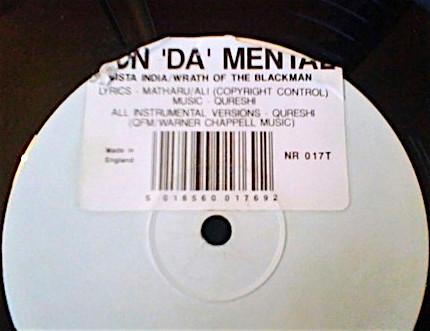 UN 'DA' MENTAL
VISTA INDIA/WRATH OF THE BLACKMAN
LYRICS - MATHARU/ALI (COPYRIGHT CONTROL)
MUSIC - QURESHI
ALL INSTRUMENTAL VERSIONS - QURESHI
(QFM/WARNER CHAPPELL MUSIC)
Made in
England
NR 017T
5 018560 017692